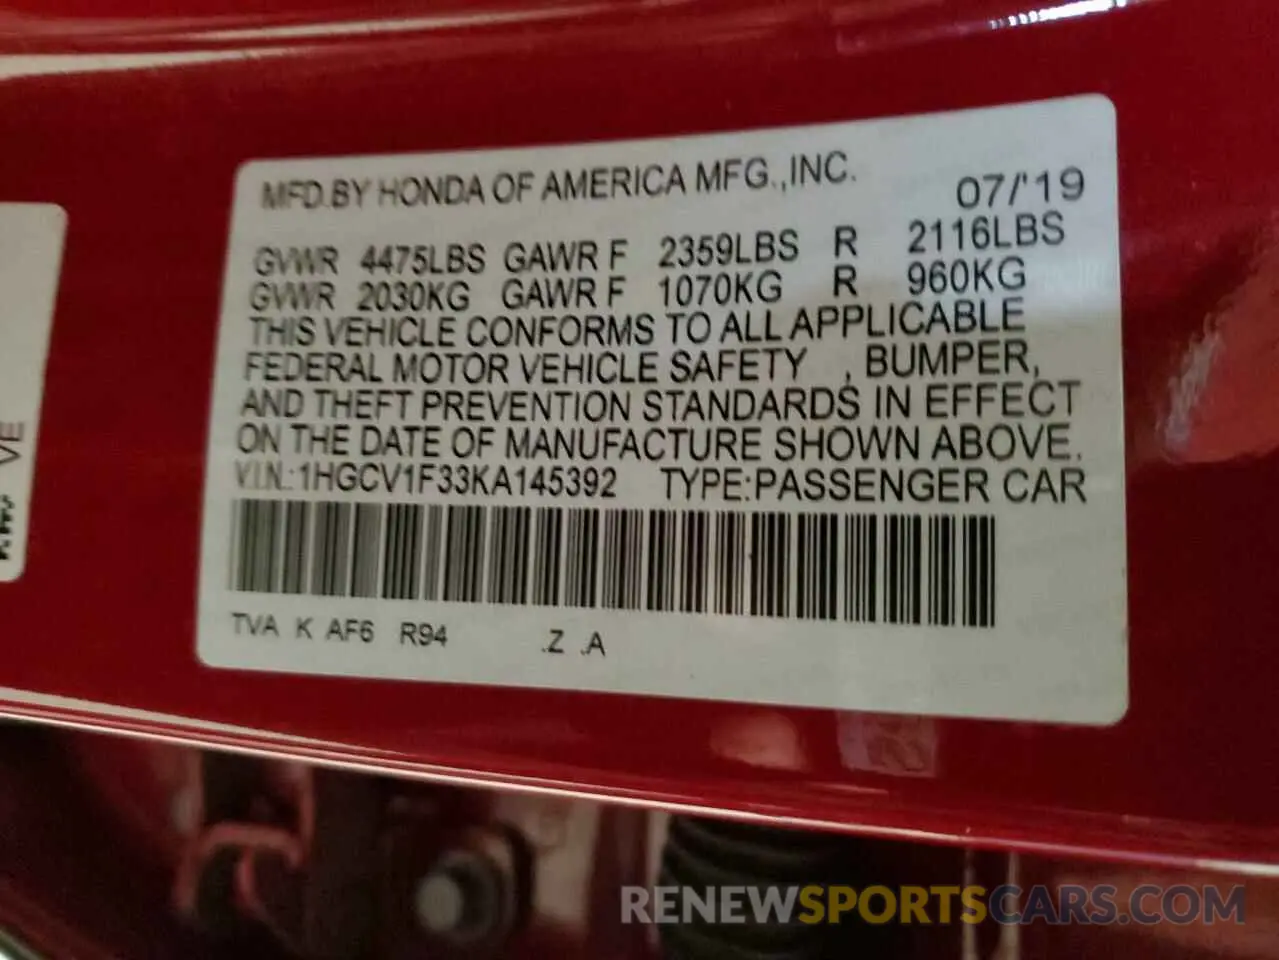 MFD.BY HONDA OF AMERICA MFG.,INC. 07/'19
GVWR 4475LBS GAWR F 2359LBS R 2116LBS
GVWR 2030KG GAWR F 1070KG R 960KG
THIS VEHICLE CONFORMS TO ALL APPLICABLE
FEDERAL MOTOR VEHICLE SAFETY , BUMPER,
AND THEFT PREVENTION STANDARDS IN EFFECT
ON THE DATE OF MANUFACTURE SHOWN ABOVE.
V.I.N.:1HGCV1F33KA145392 TYPE:PASSENGER CAR
TVA K AF6 R94 .Z .A
VE
RENEWSPORTSCARS.COM